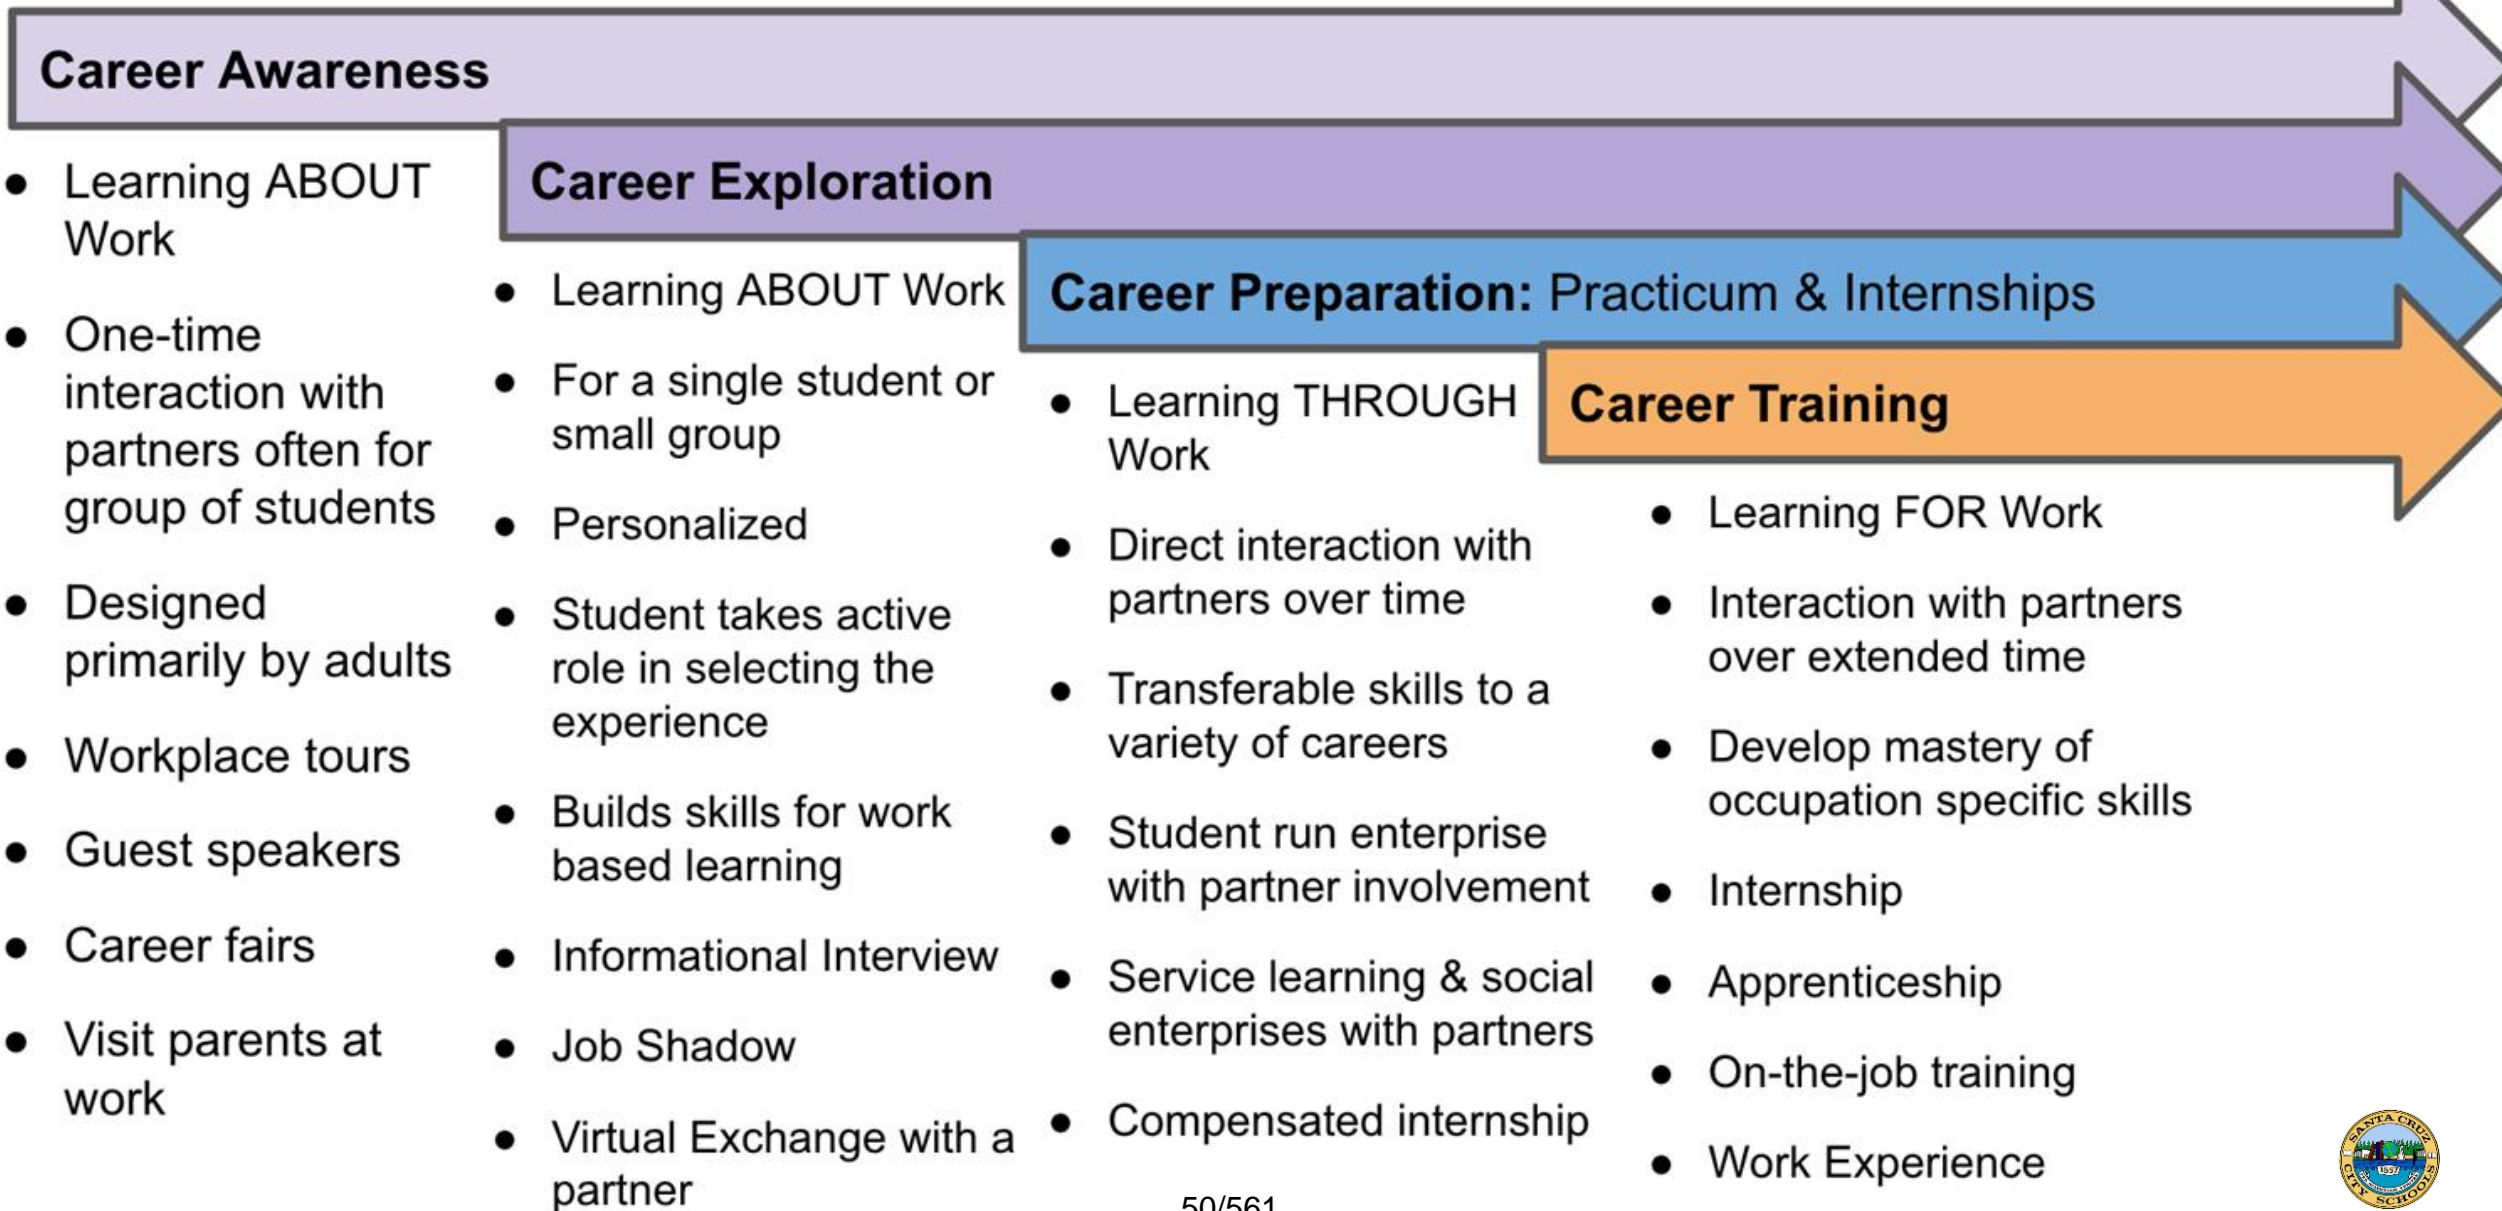 Career Awareness
● Learning ABOUT
Work
● One-time
interaction with
partners often for
group of students
● Designed
primarily by adults
● Workplace tours
● Guest speakers
● Career fairs
● Visit parents at
work
Career Exploration
● Learning ABOUT Work
● For a single student or
small group
● Personalized
● Student takes active
role in selecting the
experience
● Builds skills for work
based learning
● Informational Interview
● Job Shadow
● Virtual Exchange with a
partner
Career Preparation: Practicum & Internships
● Learning THROUGH
Work
● Direct interaction with
partners over time
● Transferable skills to a
variety of careers
● Student run enterprise
with partner involvement
● Service learning & social
enterprises with partners
● Compensated internship
Career Training
● Learning FOR Work
● Interaction with partners
over extended time
● Develop mastery of
occupation specific skills
● Internship
● Apprenticeship
● On-the-job training
● Work Experience
50/561
SANTA CRUZ
CITY SCHOOLS
1857